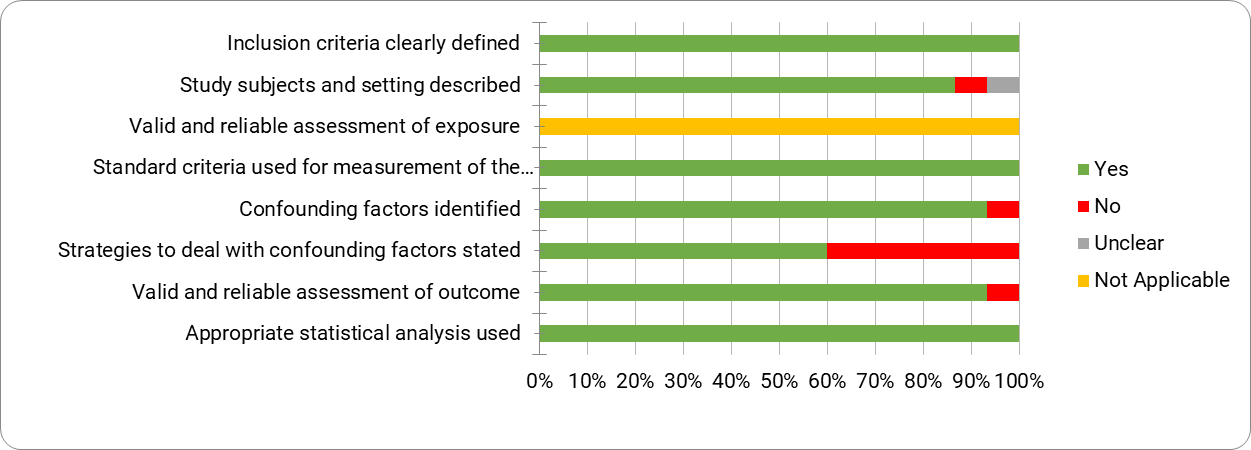 Inclusion criteria clearly defined
Study subjects and setting described
Valid and reliable assessment of exposure
Standard criteria used for measurement of the…
Confounding factors identified
Strategies to deal with confounding factors stated
Valid and reliable assessment of outcome
Appropriate statistical analysis used
0% 10% 20% 30% 40% 50% 60% 70% 80% 90% 100%
Yes
No
Unclear
Not Applicable